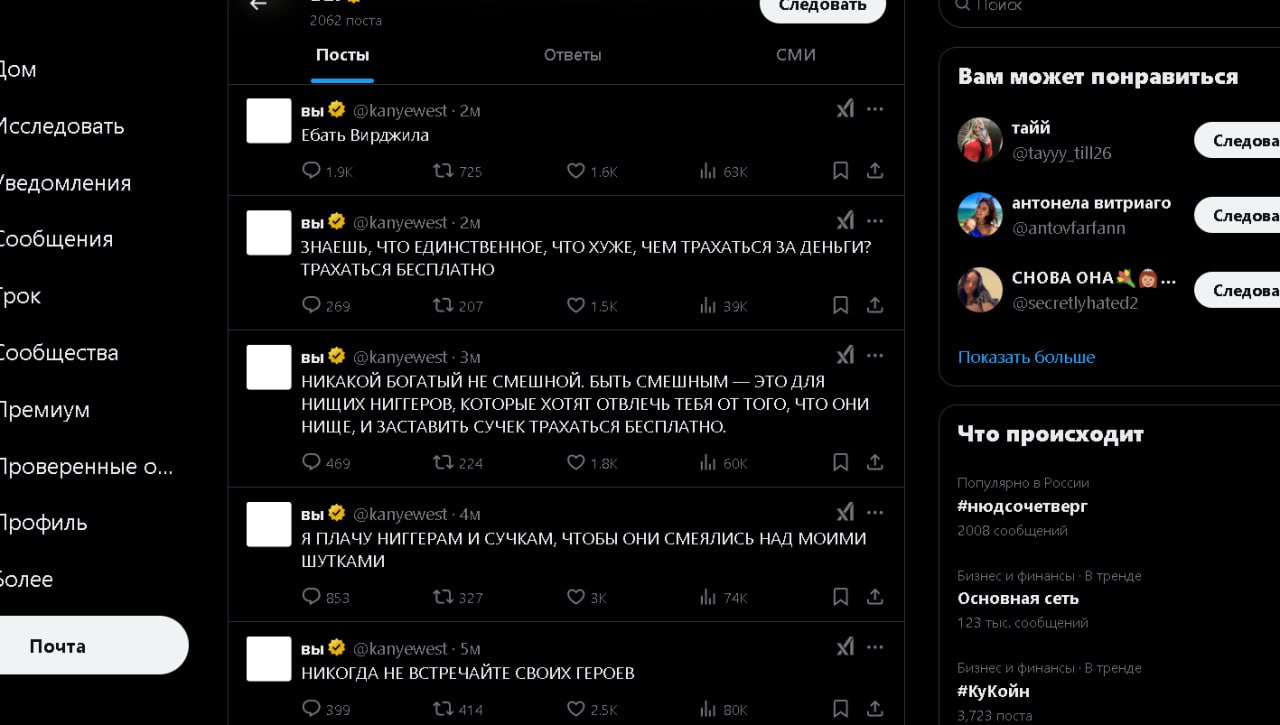 2062 поста
Следовать
Посты
Ответы
СМИ
Дом
Исследовать
Уведомления
Сообщения
Грок
Сообщества
Премиум
Проверенные о...
Профиль
Более
Почта
вы @kanyewest · 2м
Ебать Вирджила
1.9K 725 1.6K 63K
вы @kanyewest · 2м
ЗНАЕШЬ, ЧТО ЕДИНСТВЕННОЕ, ЧТО ХУЖЕ, ЧЕМ ТРАХАТЬСЯ ЗА ДЕНЬГИ?
ТРАХАТЬСЯ БЕСПЛАТНО
269 207 1.5K 39K
вы @kanyewest · 3м
НИКАКОЙ БОГАТЫЙ НЕ СМЕШНОЙ. БЫТЬ СМЕШНЫМ — ЭТО ДЛЯ
НИЩИХ НИГГЕРОВ, КОТОРЫЕ ХОТЯТ ОТВЛЕЧЬ ТЕБЯ ОТ ТОГО, ЧТО ОНИ
НИЩЕ, И ЗАСТАВИТЬ СУЧЕК ТРАХАТЬСЯ БЕСПЛАТНО.
469 224 1.8K 60K
вы @kanyewest · 4м
Я ПЛАЧУ НИГГЕРАМ И СУЧКАМ, ЧТОБЫ ОНИ СМЕЯЛИСЬ НАД МОИМИ
ШУТКАМИ
853 327 3K 74K
вы @kanyewest · 5м
НИКОГДА НЕ ВСТРЕЧАЙТЕ СВОИХ ГЕРОЕВ
399 414 2.5K 80K
Поиск
Вам может понравиться
тайй
@tayyy_till26
Следова
антонела витриаго
@antovfarfann
Следова
СНОВА ОНА🌷👸...
@secretlyhated2
Следова
Показать больше
Что происходит
Популярно в России
#нюдсочетверг
2008 сообщений
Бизнес и финансы · В тренде
Основная сеть
123 тыс. сообщений
Бизнес и финансы · В тренде
#КуКойн
3,723 поста